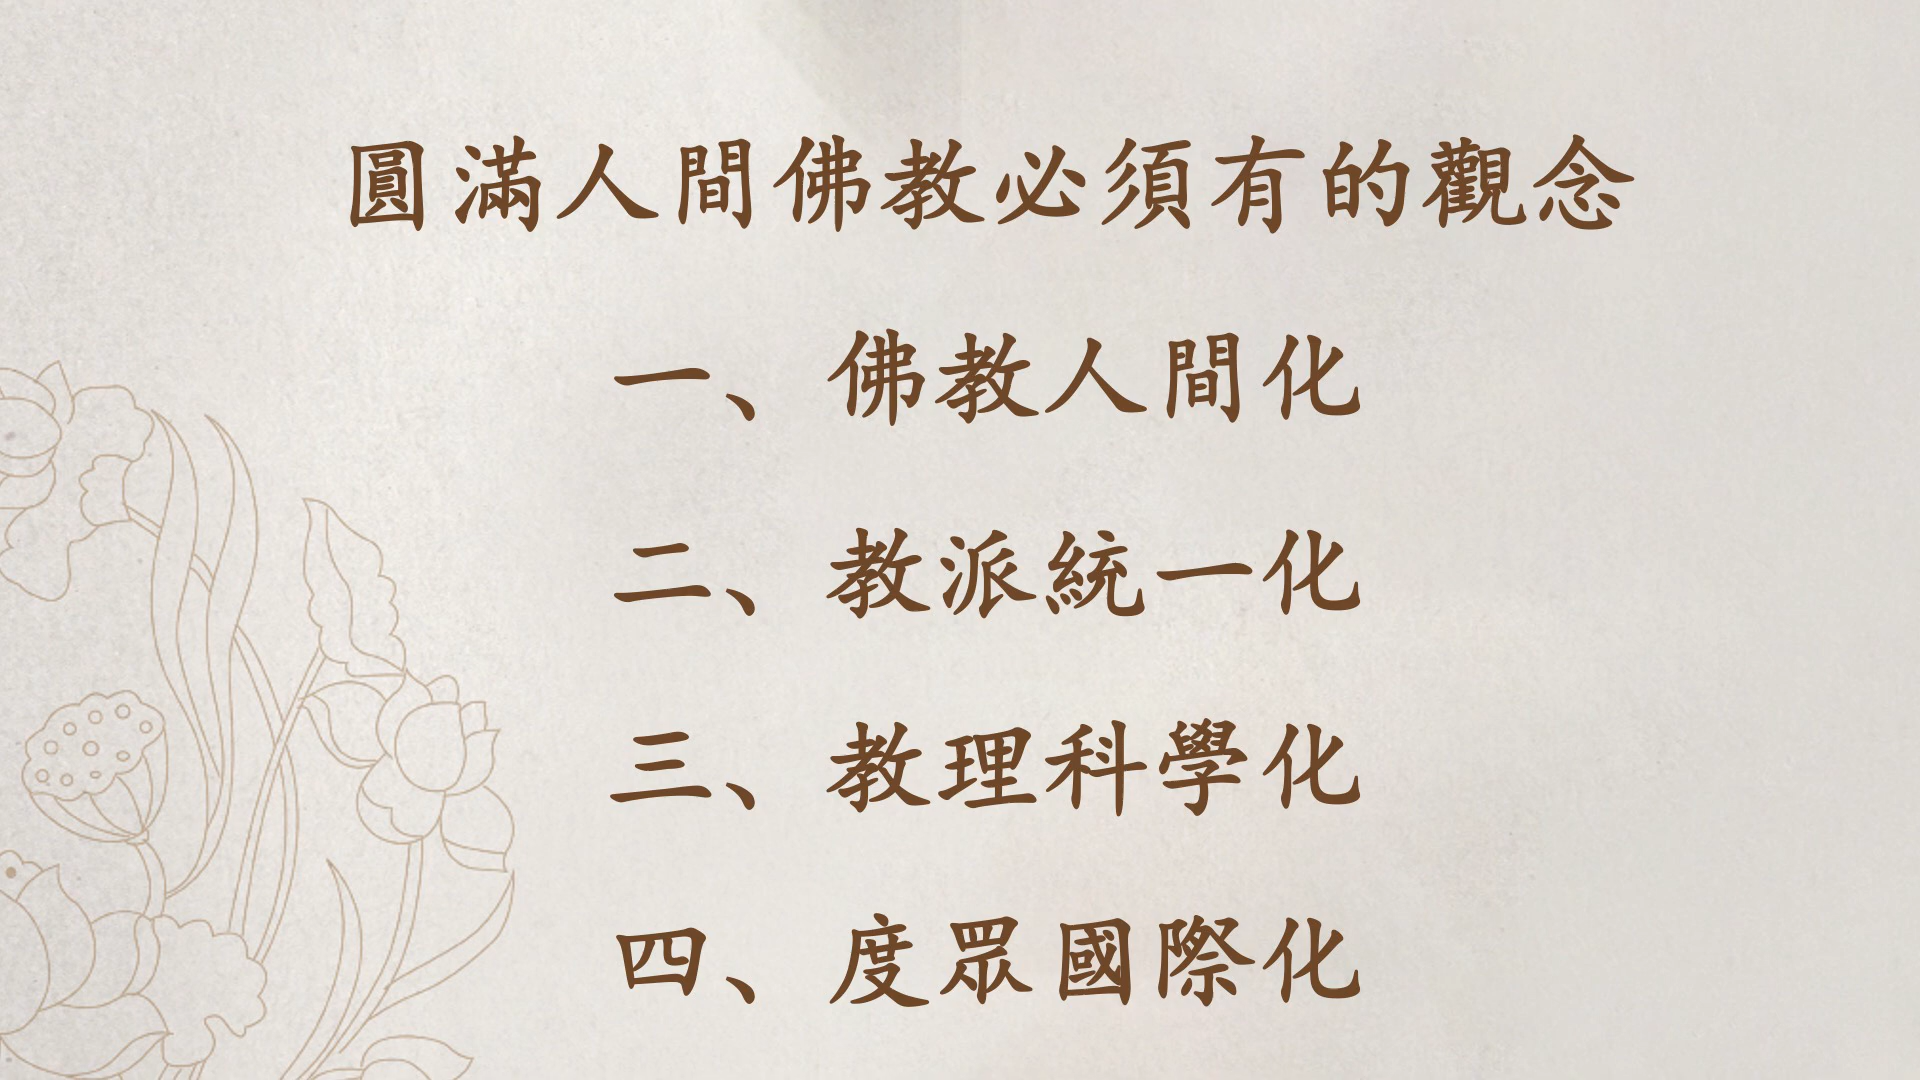 圓滿人間佛教必須有的觀念
一、佛教人間化
二、教派統一化
三、教理科學化
四、度眾國際化